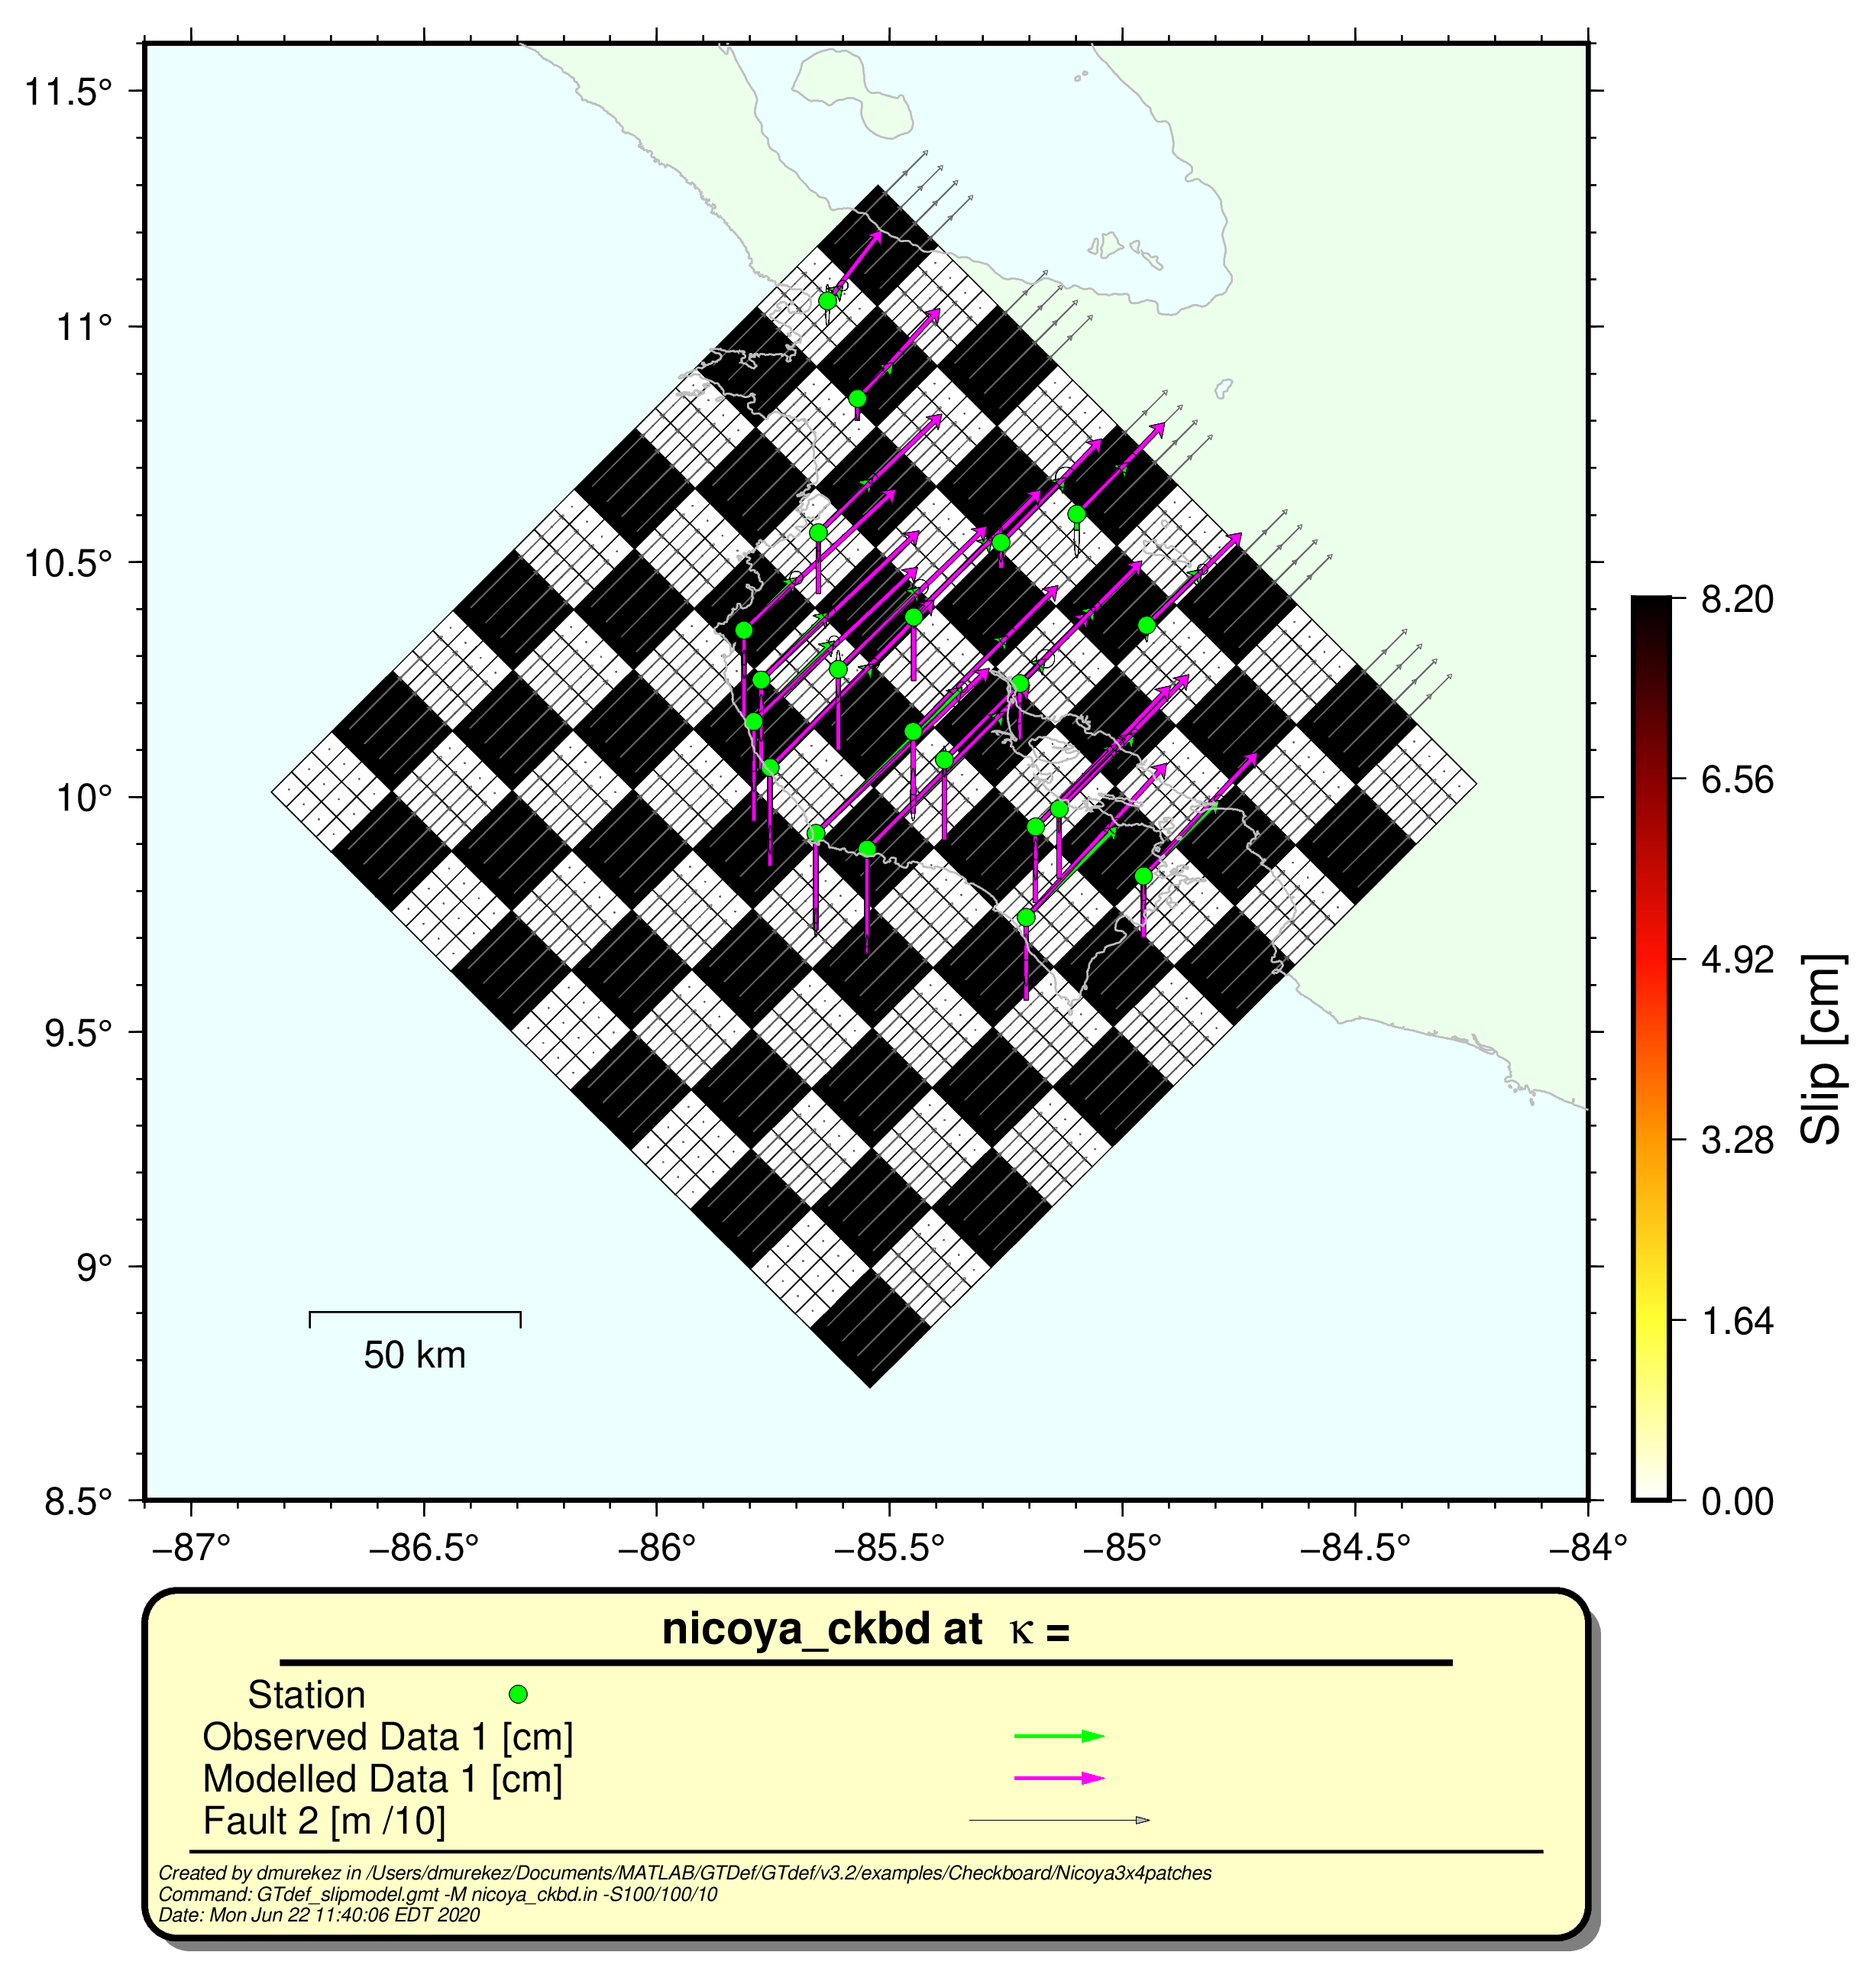 11.5°
11°
10.5°
10°
9.5°
9°
8.5°
−87°
−86.5°
−86°
−85.5°
−85°
−84.5°
−84°
50 km
8.20
6.56
4.92
3.28
1.64
0.00
Slip [cm]
nicoya_ckbd at κ =
Station
Observed Data 1 [cm]
Modelled Data 1 [cm]
Fault 2 [m /10]
Created by dmurekez in /Users/dmurekez/Documents/MATLAB/GTDef/GTdef/v3.2/examples/Checkboard/Nicoya3x4patches
Command: GTdef_slipmodel.gmt -M nicoya_ckbd.in -S100/100/10
Date: Mon Jun 22 11:40:06 EDT 2020